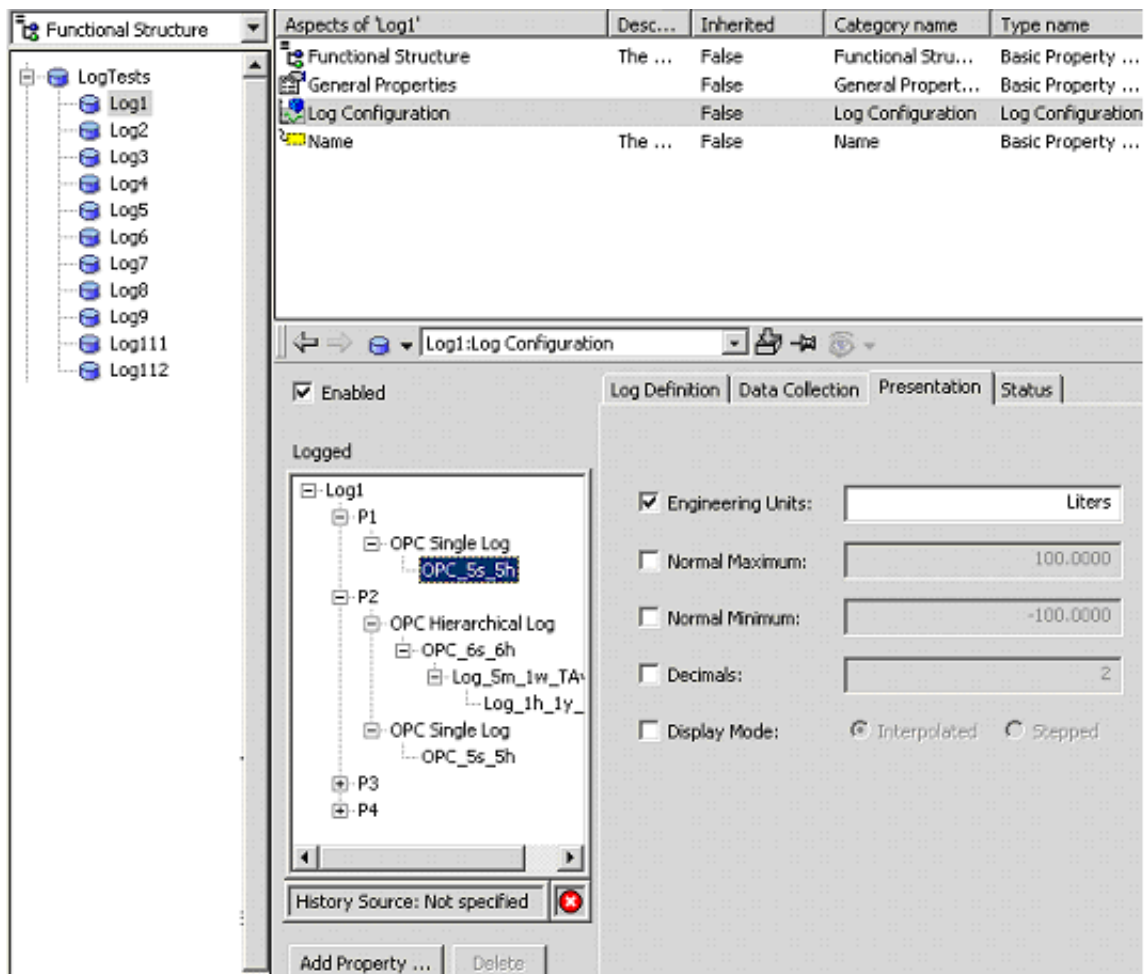 Functional Structure
LogTests
Log1
Log2
Log3
Log4
Log5
Log6
Log7
Log8
Log9
Log111
Log112
Aspects of 'Log1' Desc... Inherited Category name Type name
Functional Structure The ... False Functional Stru... Basic Property ...
General Properties False General Propert... Basic Property ...
Log Configuration False Log Configuration Log Configuration
Name The ... False Name Basic Property ...
Log1:Log Configuration
Enabled
Logged
Log1
P1
OPC Single Log
OPC_5s_5h
P2
OPC Hierarchical Log
OPC_6s_6h
Log_5m_1w_TA
Log_1h_1y_
OPC Single Log
OPC_5s_5h
P3
P4
History Source: Not specified
Add Property ... Delete
Log Definition Data Collection Presentation Status
Engineering Units: Liters
Normal Maximum: 100.0000
Normal Minimum: -100.0000
Decimals: 2
Display Mode: Interpolated Stepped